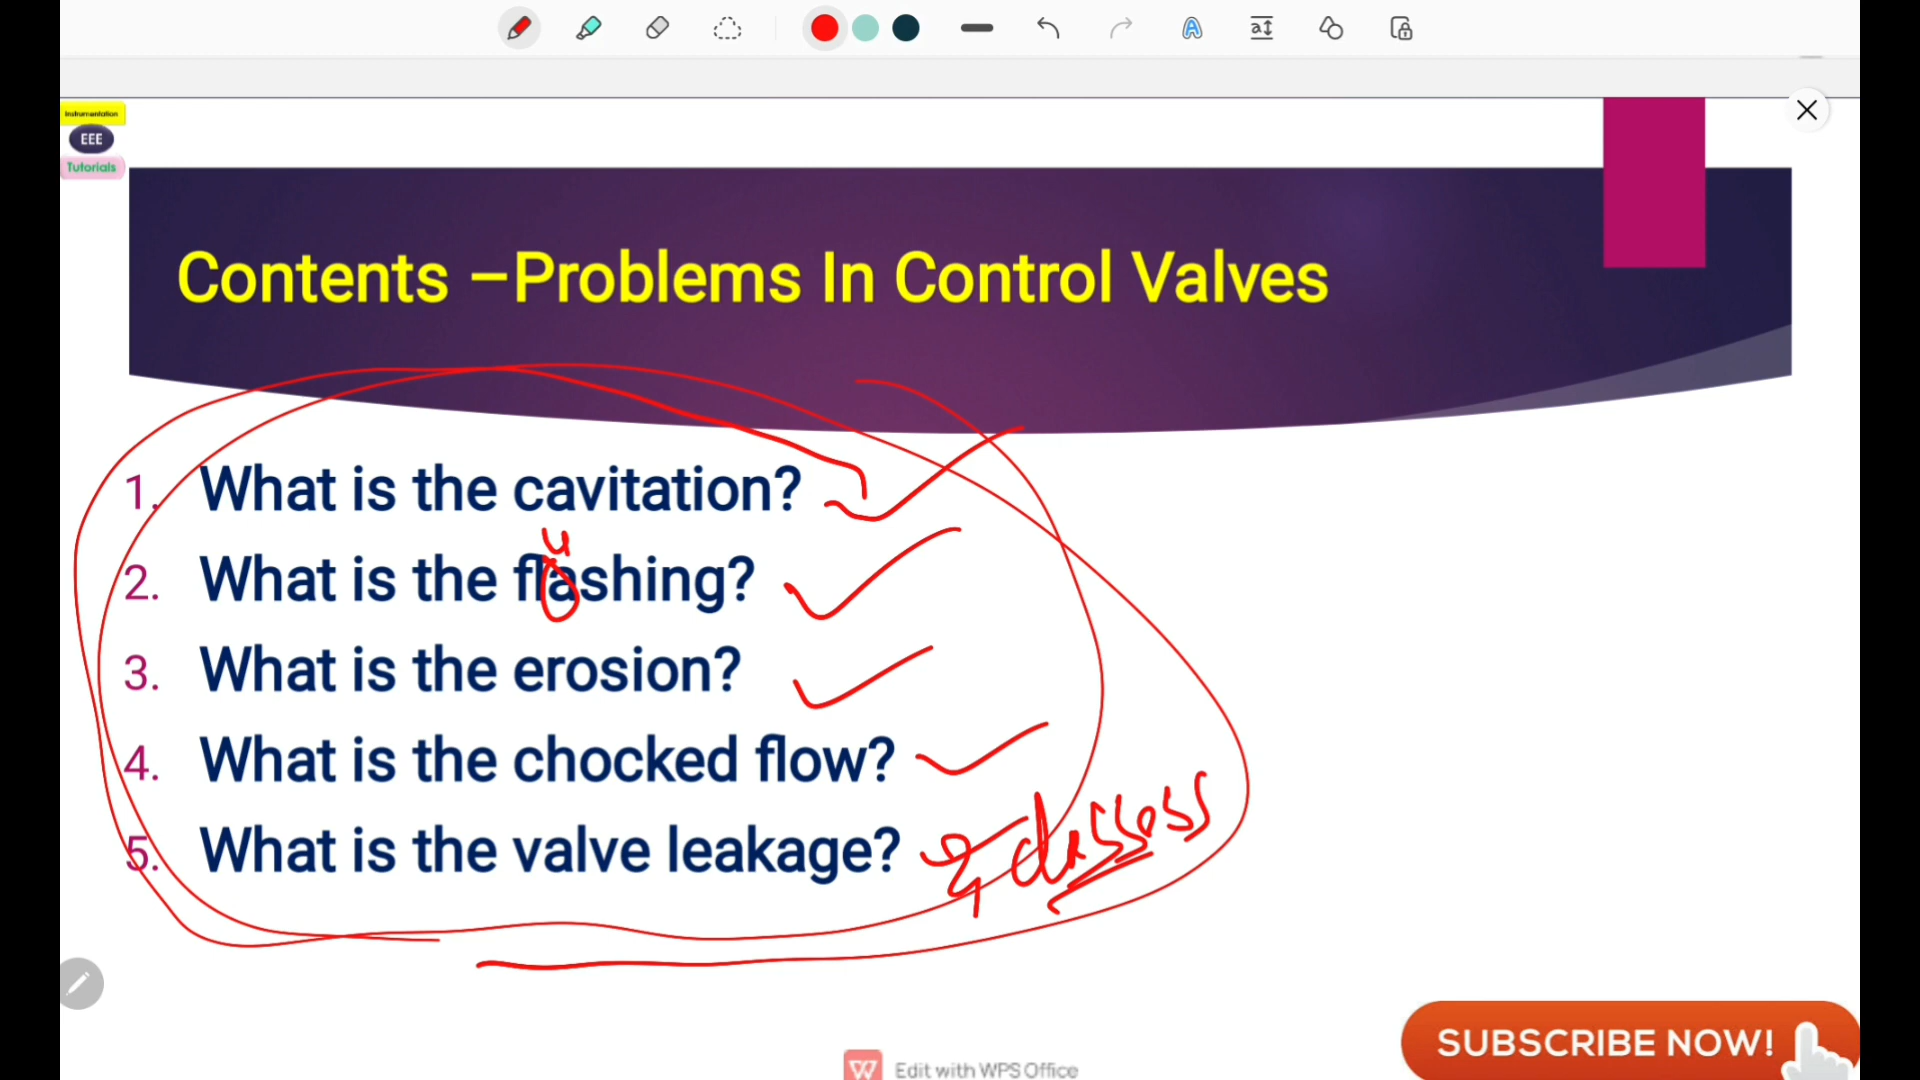 Instrumentation
EEE
Tutorials
Contents –Problems In Control Valves
1. What is the cavitation?
2. What is the flashing?
3. What is the erosion?
4. What is the chocked flow?
5. What is the valve leakage?
SUBSCRIBE NOW!
Edit with WPS Office